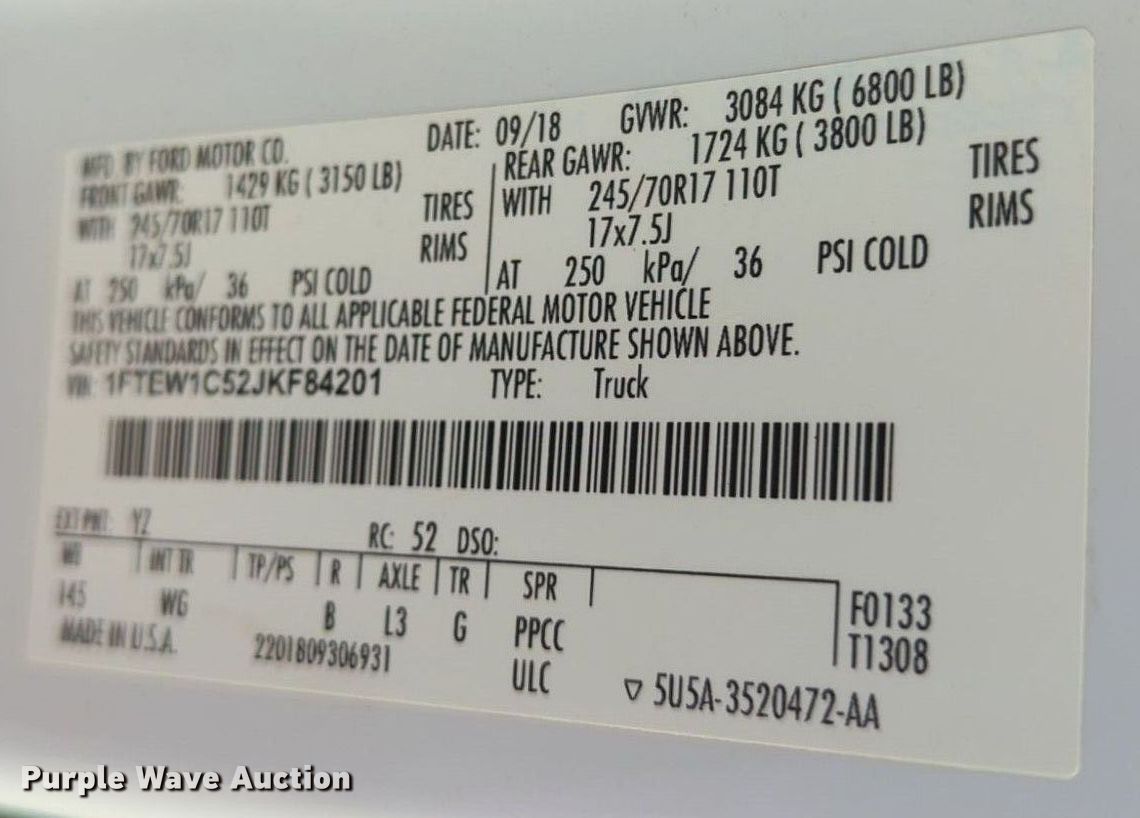 MFD. BY FORD MOTOR CO. DATE: 09/18 GVWR: 3084 KG ( 6800 LB)
FRONT GAWR: 1429 KG ( 3150 LB) REAR GAWR: 1724 KG ( 3800 LB)
WITH 245/70R17 110T TIRES WITH 245/70R17 110T TIRES
17x7.5J RIMS 17x7.5J RIMS
AT 250 kPa/ 36 PSI COLD AT 250 kPa/ 36 PSI COLD
THIS VEHICLE CONFORMS TO ALL APPLICABLE FEDERAL MOTOR VEHICLE
SAFETY STANDARDS IN EFFECT ON THE DATE OF MANUFACTURE SHOWN ABOVE.
VIN: 1FTEW1C52JKF84201 TYPE: Truck
EXT PNT: YZ RC: 52 DSO:
WB INT TR TP/PS R AXLE TR SPR
145 WG B L3 G PPCC
F0133
T1308
MADE IN U.S.A. 2201809306931 ULC
▽ 5U5A-3520472-AA
Purple Wave Auction